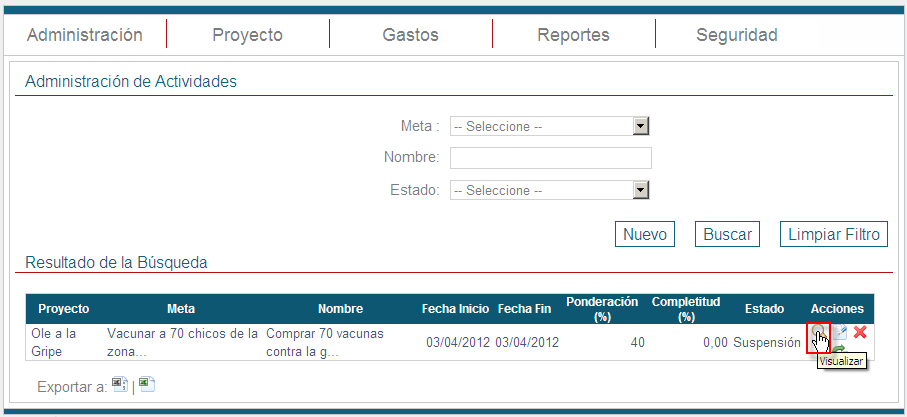 Administración Proyecto Gastos Reportes Seguridad
Administración de Actividades
Meta : -- Seleccione --
Nombre:
Estado: -- Seleccione --
Nuevo Buscar Limpiar Filtro
Resultado de la Búsqueda
Proyecto Meta Nombre Fecha Inicio Fecha Fin Ponderación (%) Completitud (%) Estado Acciones
Ole a la Vacunar a 70 chicos de la Comprar 70 vacunas
03/04/2012 03/04/2012 40 0,00 Suspensión
Gripe zona... contra la g...
Visualizar
Exportar a: |